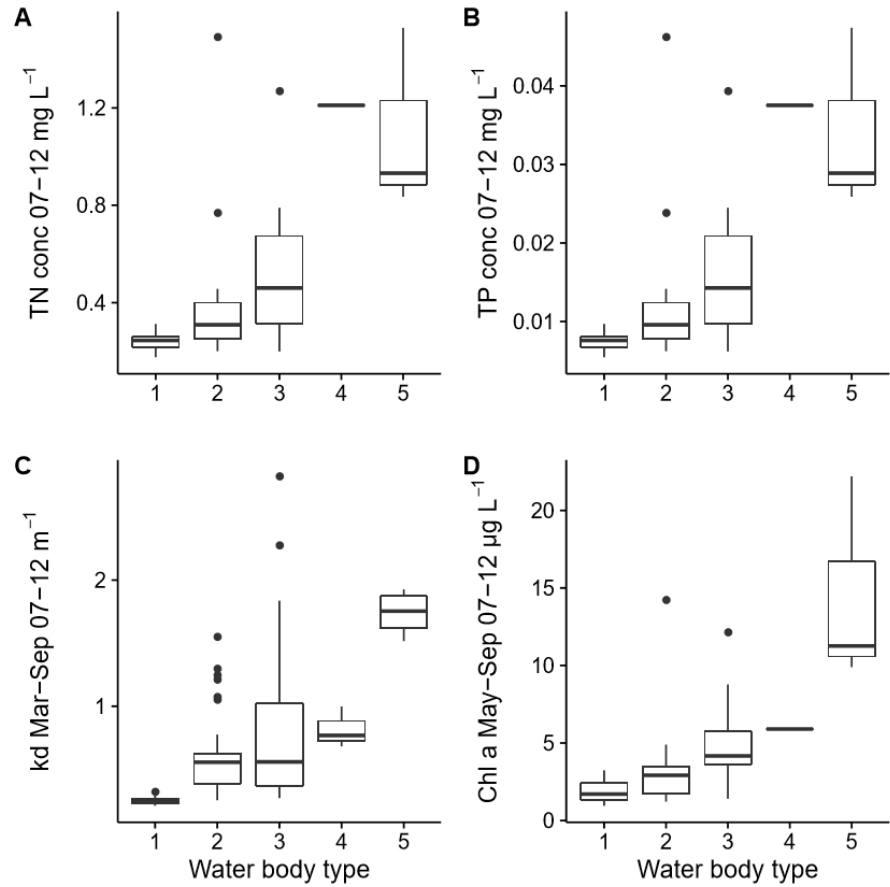 A
TN conc 07−12 mg L⁻¹
1.2
0.8
0.4
1 2 3 4 5
B
TP conc 07−12 mg L⁻¹
0.04
0.03
0.02
0.01
1 2 3 4 5
C
kd Mar−Sep 07−12 m⁻¹
2
1
1 2 3 4 5
Water body type
D
Chl a May−Sep 07−12 µg L⁻¹
20
15
10
5
0
1 2 3 4 5
Water body type